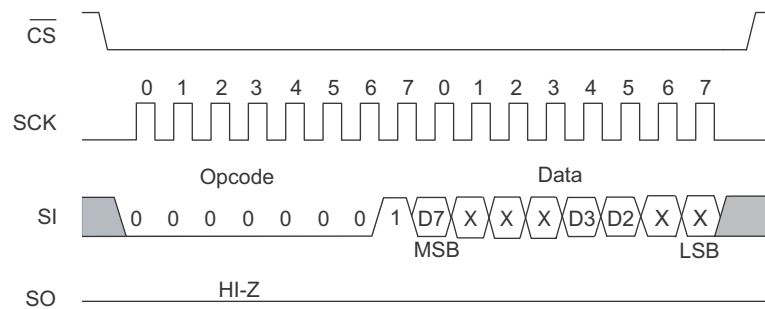 CS
0 1 2 3 4 5 6 7 0 1 2 3 4 5 6 7
SCK
Opcode Data
SI 0 0 0 0 0 0 0 1 D7 X X X D3 D2 X X
MSB LSB
HI-Z
SO